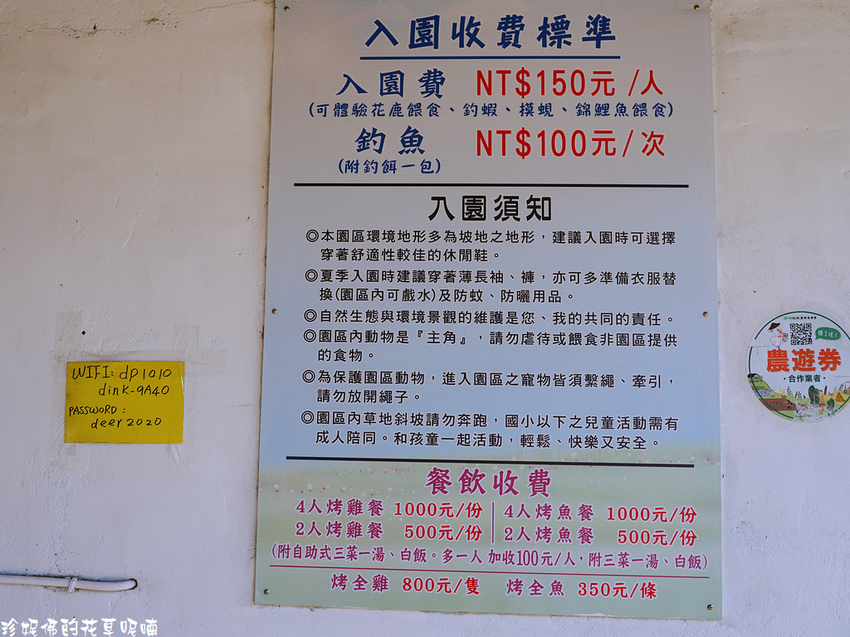 入園收費標準
入園費 NT$150元/人
(可體驗花鹿餵食、釣蝦、摸蜆、錦鯉魚餵食)
釣魚 NT$100元/次
(附釣餌一包)
入園須知
◎本園區環境地形多為坡地之地形，建議入園時可選擇
穿著舒適性較佳的休閒鞋。
◎夏季入園時建議穿著薄長袖、褲，亦可多準備衣服替
換(園區內可戲水)及防蚊、防曬用品。
◎自然生態與環境景觀的維護是您、我的共同的責任。
◎園區內動物是『主角』，請勿虐待或餵食非園區提供
的食物。
◎為保護園區動物，進入園區之寵物皆須繫繩、牽引，
請勿放開繩子。
◎園區內草地斜坡請勿奔跑，國小以下之兒童活動需有
成人陪同。和孩童一起活動，輕鬆、快樂又安全。
餐飲收費
4人烤雞餐 1000元/份 4人烤魚餐 1000元/份
2人烤雞餐 500元/份 2人烤魚餐 500元/份
(附自助式三菜一湯、白飯。多一人 加收100元/人，附三菜一湯、白飯)
烤全雞 800元/隻 烤全魚 350元/條
WIFI: dp1010
dink-9A40
PASSWORD:
deer2020
農遊券
·合作業者·
珍妮佛的花草呢喃